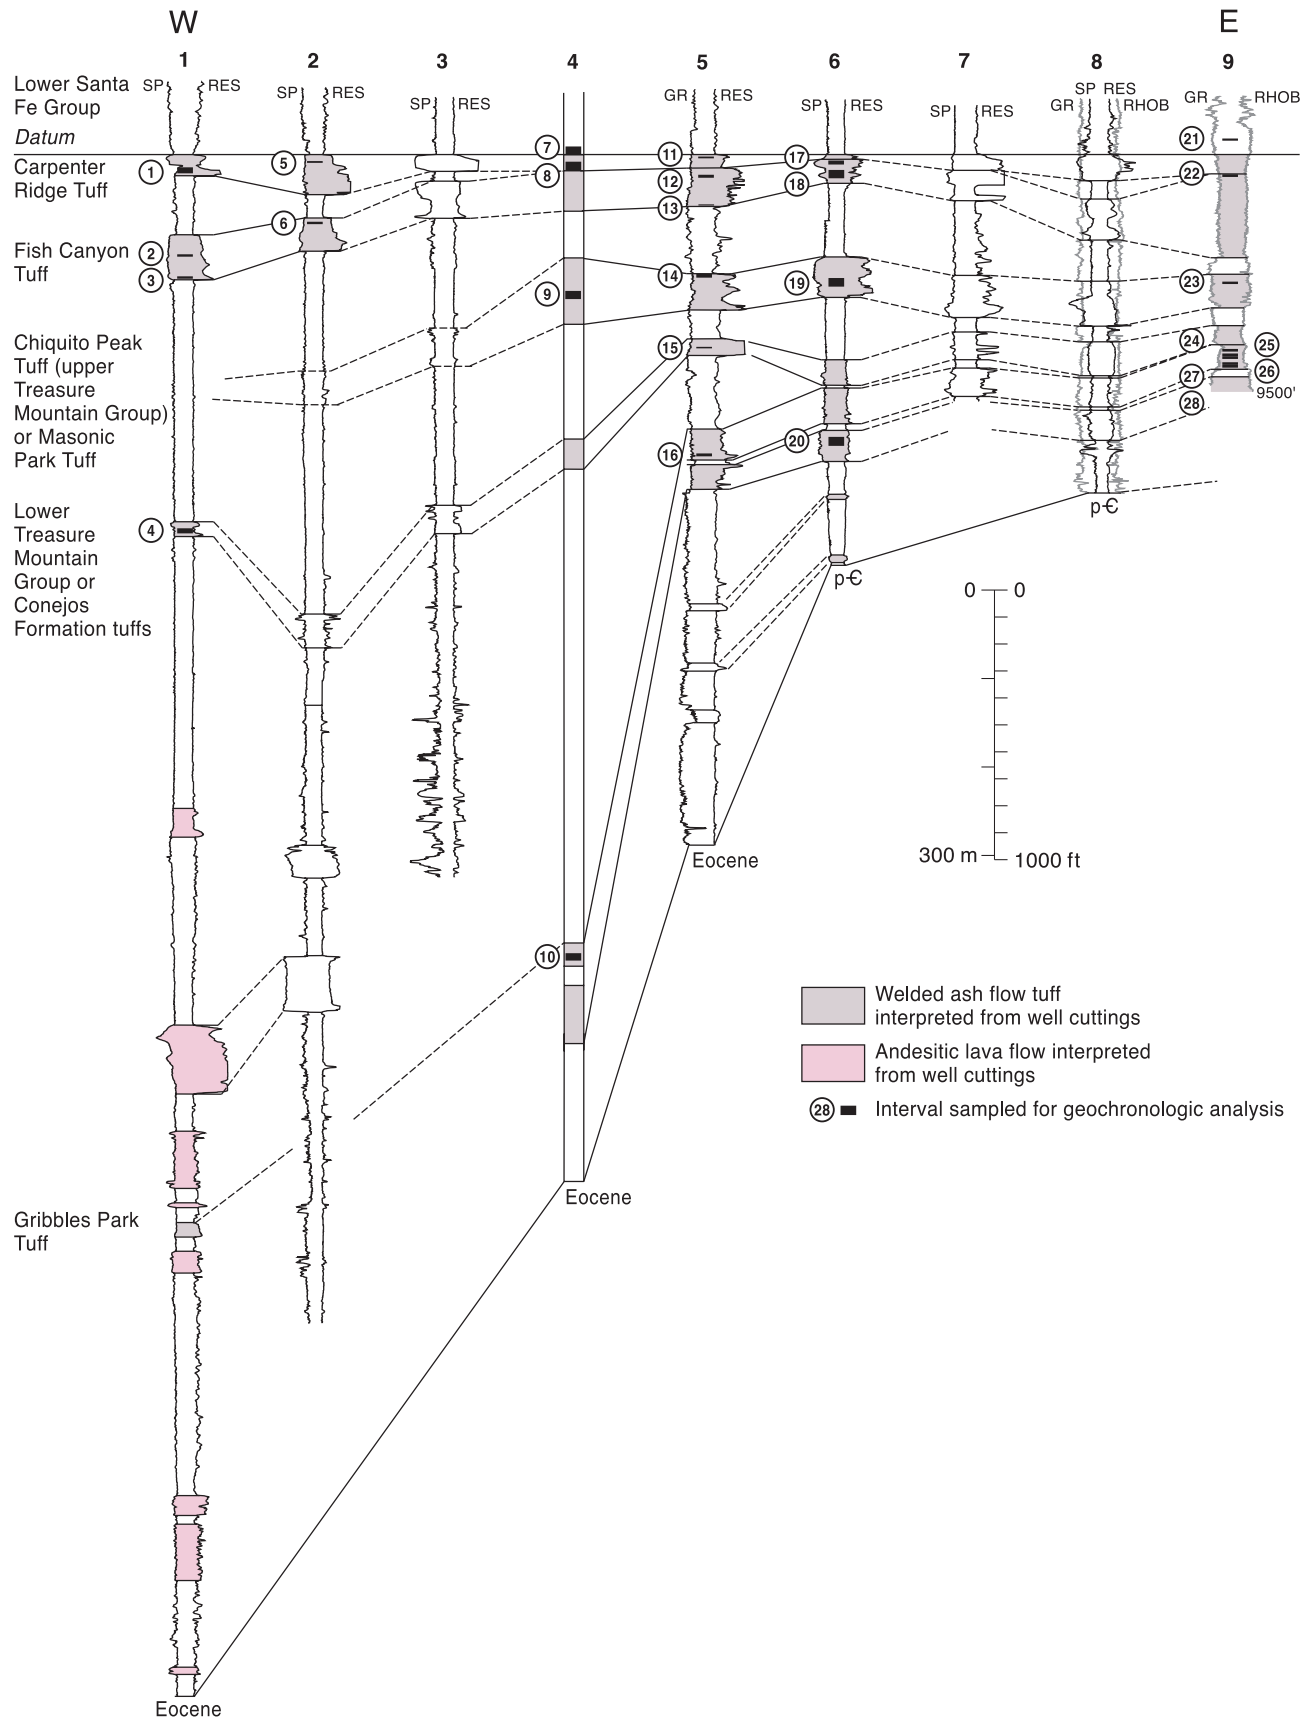 W E
1 2 3 4 5 6 7 8 9
Lower Santa
Fe Group
SP RES
SP RES
SP RES
GR RES
SP RES
SP RES
SP RES
GR RHOB
GR RHOB
Datum
Carpenter
Ridge Tuff
Fish Canyon
Tuff
Chiquito Peak
Tuff (upper
Treasure
Mountain Group)
or Masonic
Park Tuff
Lower
Treasure
Mountain
Group or
Conejos
Formation tuffs
Gribbles Park
Tuff
1
2
3
4
5
6
7
8
9
10
11
12
13
14
15
16
17
18
19
20
21
22
23
24
25
26
27
28
9500'
p-Є
p-Є
0 0
300 m 1000 ft
Eocene
Eocene
Eocene
Welded ash flow tuff
interpreted from well cuttings
Andesitic lava flow interpreted
from well cuttings
28 Interval sampled for geochronologic analysis